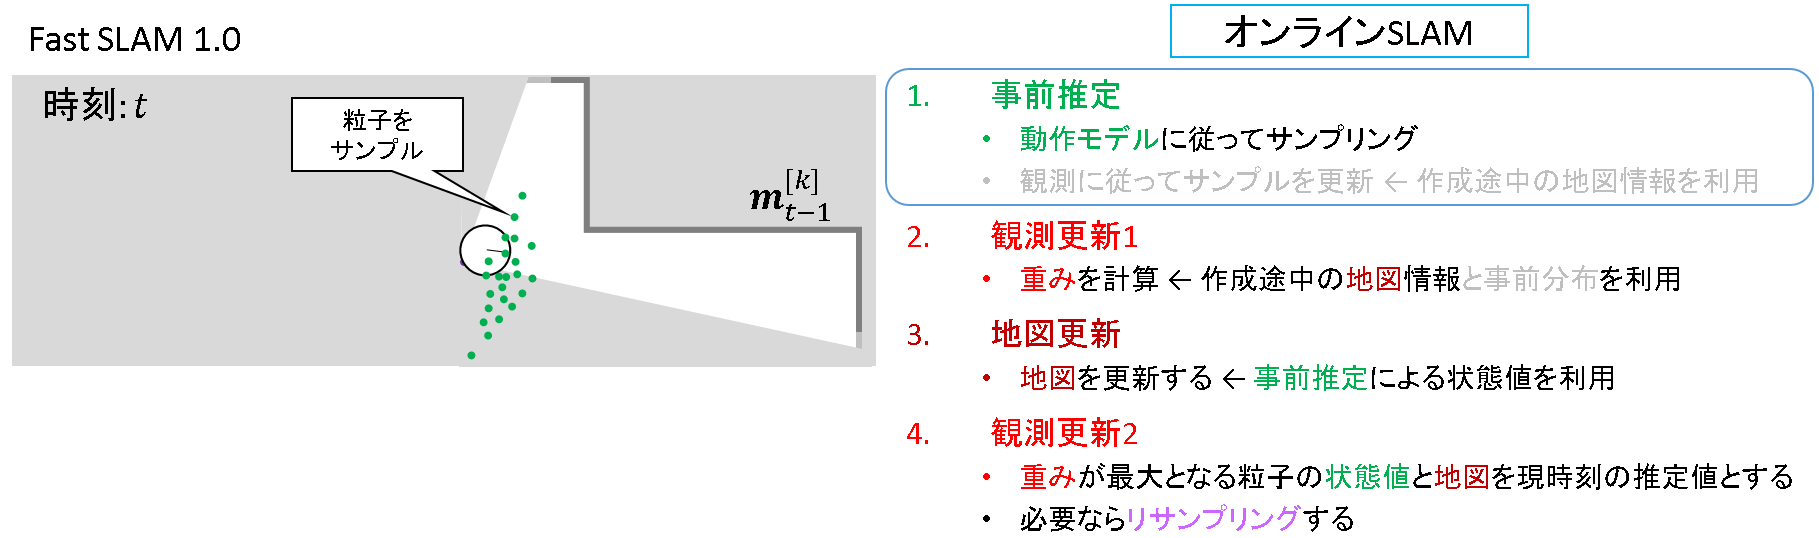 Fast SLAM 1.0
時刻: t
粒子を
サンプル
m_{t-1}^{[k]}
オンラインSLAM
1. 事前推定
• 動作モデルに従ってサンプリング
• 観測に従ってサンプルを更新 ← 作成途中の地図情報を利用
2. 観測更新1
• 重みを計算 ← 作成途中の地図情報と事前分布を利用
3. 地図更新
• 地図を更新する ← 事前推定による状態値を利用
4. 観測更新2
• 重みが最大となる粒子の状態値と地図を現時刻の推定値とする
• 必要ならリサンプリングする